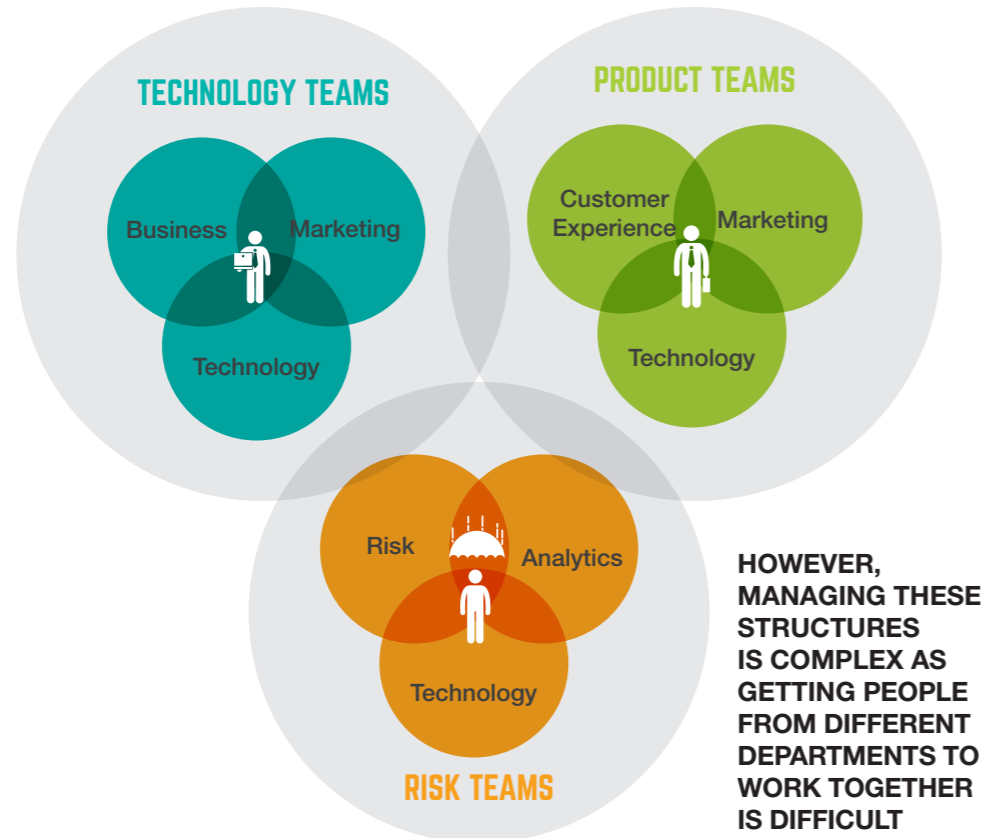 TECHNOLOGY TEAMS
Business
Marketing
Technology
PRODUCT TEAMS
Customer
Experience
Marketing
Technology
Risk
Analytics
Technology
RISK TEAMS
HOWEVER,
MANAGING THESE
STRUCTURES
IS COMPLEX AS
GETTING PEOPLE
FROM DIFFERENT
DEPARTMENTS TO
WORK TOGETHER
IS DIFFICULT